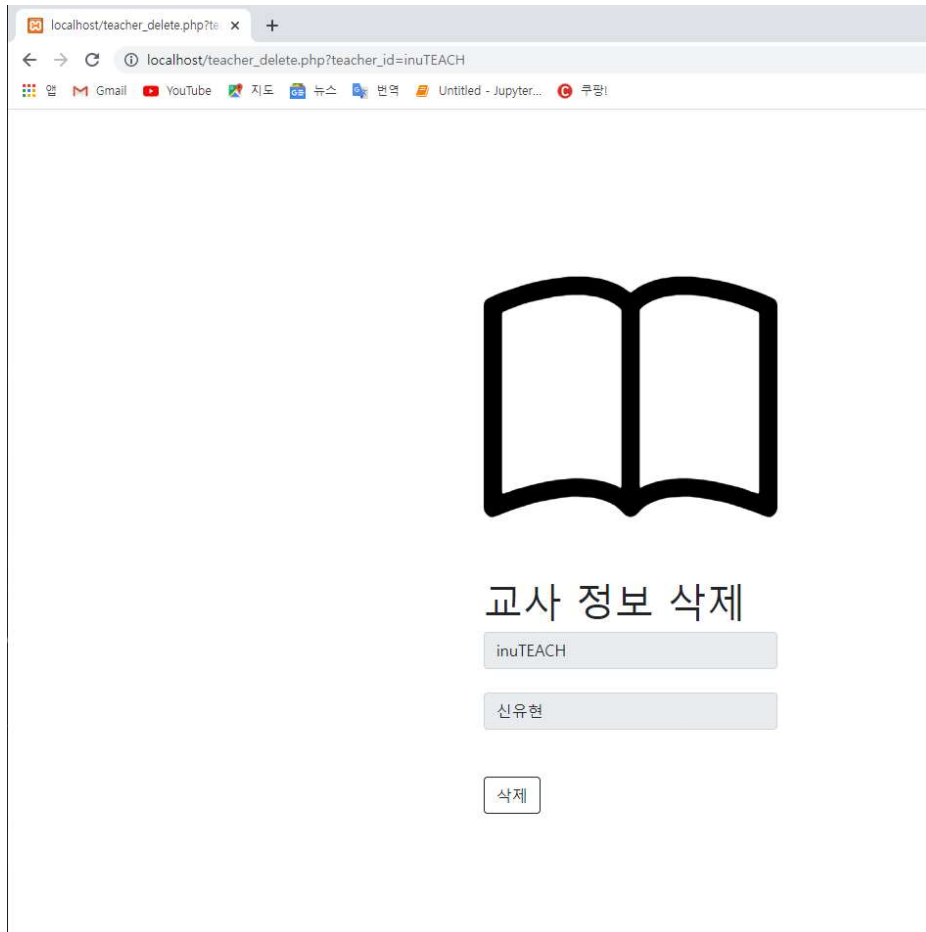 localhost/teacher_delete.php?te
localhost/teacher_delete.php?teacher_id=inuTEACH
앱 Gmail YouTube 지도 뉴스 번역 Untitled - Jupyter... 쿠팡!
교사 정보 삭제
inuTEACH
신유현
삭제